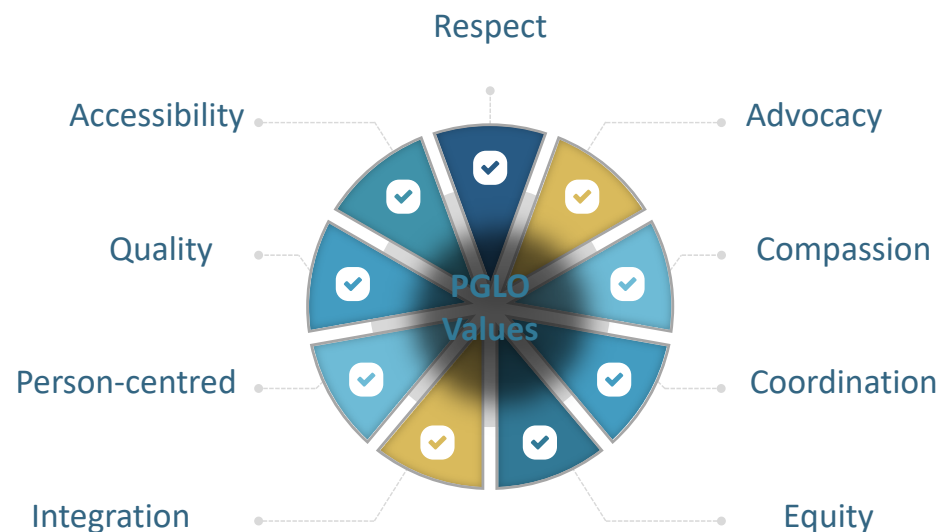 Respect
Accessibility
Advocacy
Quality
Compassion
PGLO
Values
Person-centred
Coordination
Integration
Equity